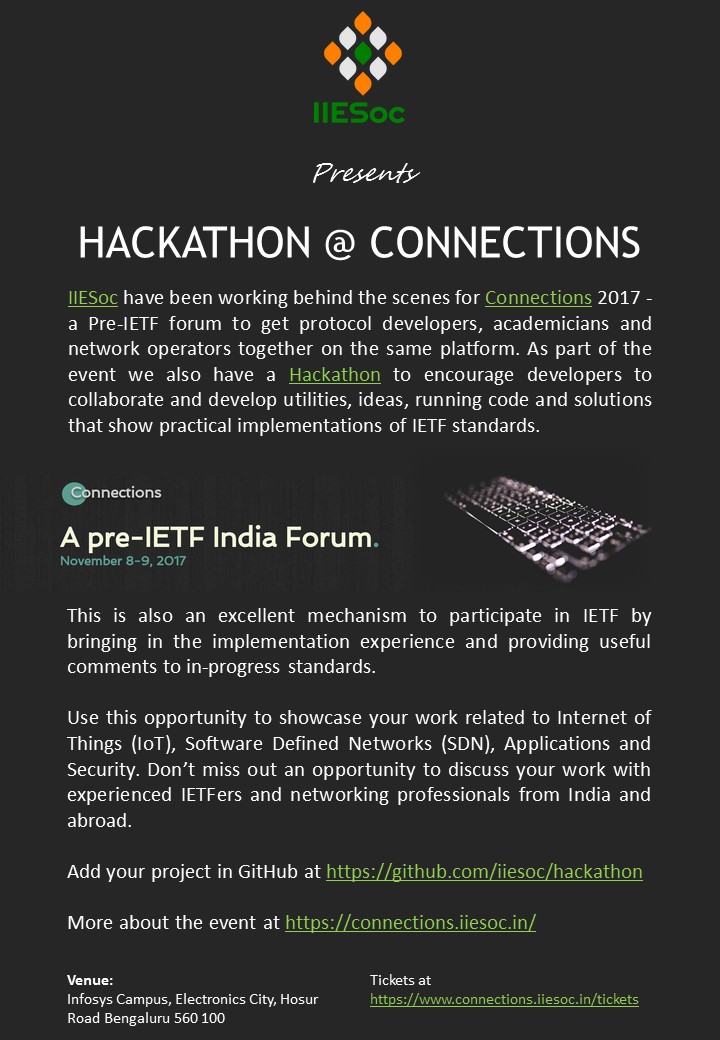 IIESoc
Presents
HACKATHON @ CONNECTIONS
IIESoc have been working behind the scenes for Connections 2017 -
a Pre-IETF forum to get protocol developers, academicians and
network operators together on the same platform. As part of the
event we also have a Hackathon to encourage developers to
collaborate and develop utilities, ideas, running code and solutions
that show practical implementations of IETF standards.
Connections
A pre-IETF India Forum.
November 8-9, 2017
This is also an excellent mechanism to participate in IETF by
bringing in the implementation experience and providing useful
comments to in-progress standards.
Use this opportunity to showcase your work related to Internet of
Things (IoT), Software Defined Networks (SDN), Applications and
Security. Don’t miss out an opportunity to discuss your work with
experienced IETFers and networking professionals from India and
abroad.
Add your project in GitHub at https://github.com/iiesoc/hackathon
More about the event at https://connections.iiesoc.in/
Venue:
Infosys Campus, Electronics City, Hosur
Road Bengaluru 560 100
Tickets at
https://www.connections.iiesoc.in/tickets